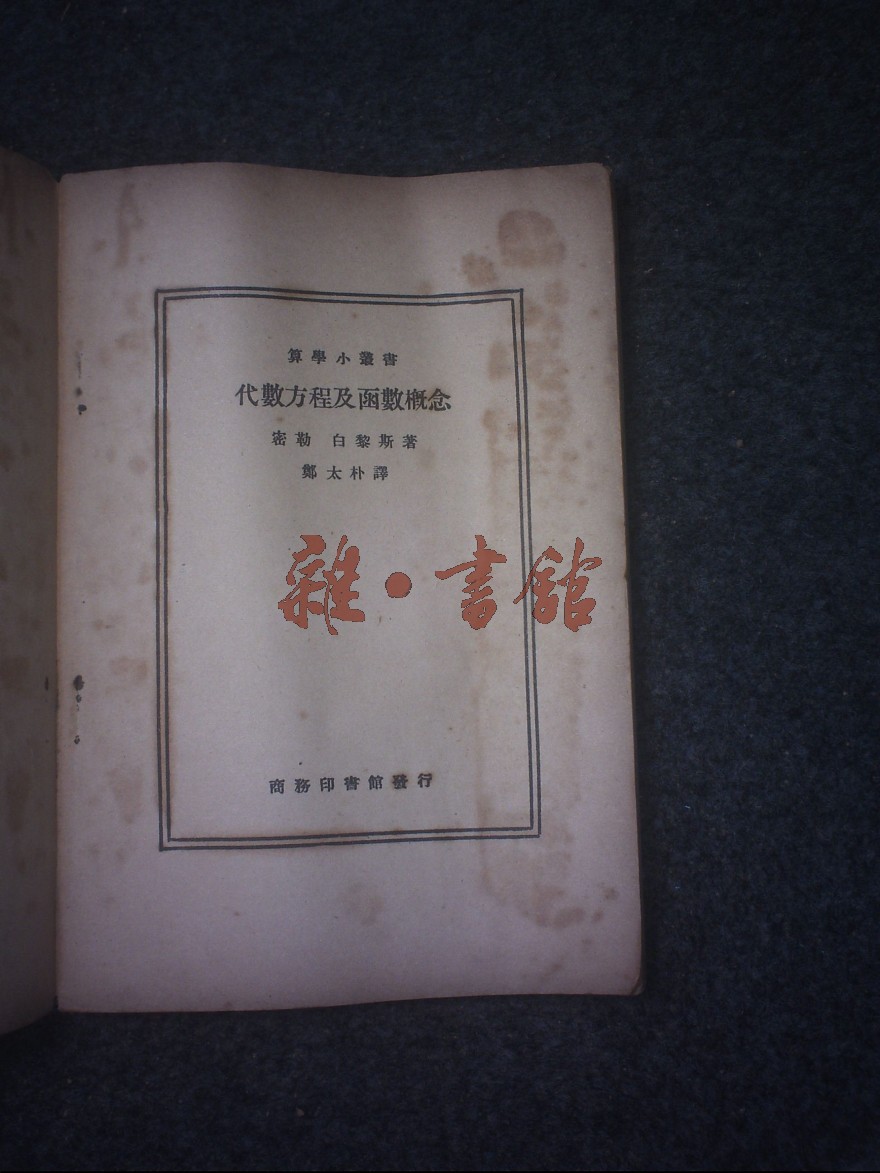 算學小叢書
代數方程及函數概念
密勒 白黎斯著
鄭太朴譯
雜·書館
商務印書館發行